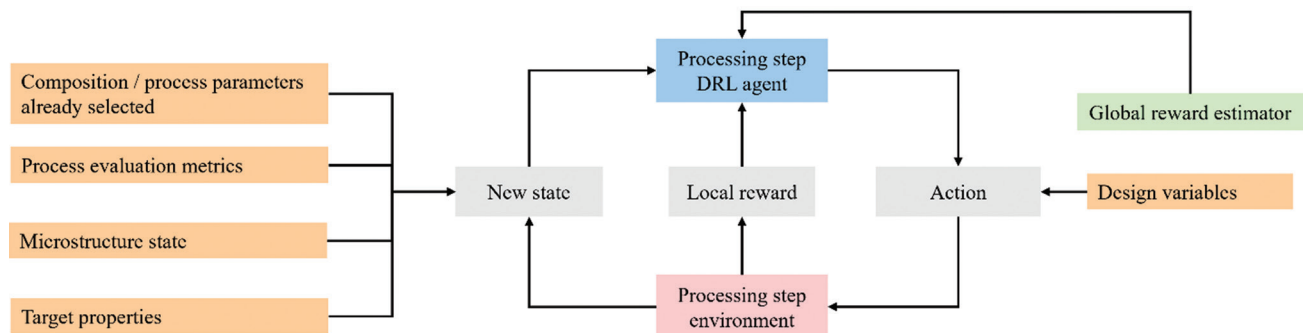 Composition / process parameters
already selected
Process evaluation metrics
Microstructure state
Target properties
New state
Processing step
DRL agent
Local reward
Processing step
environment
Action
Global reward estimator
Design variables